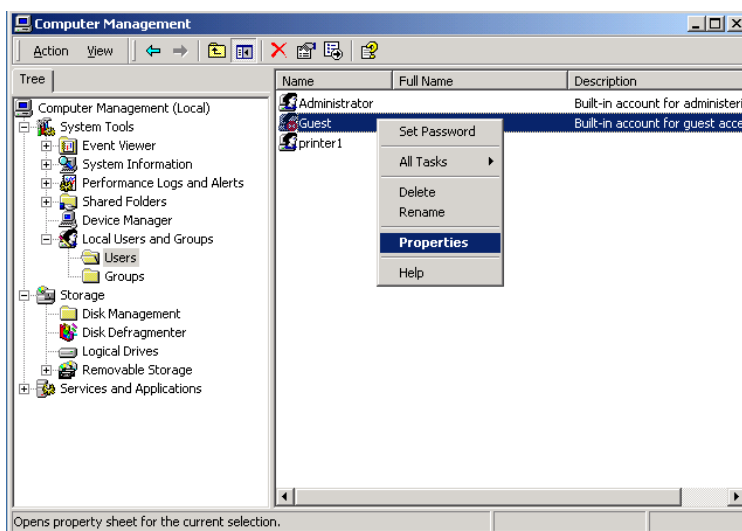 Computer Management
Action View
Tree
Name Full Name Description
Computer Management (Local)
System Tools
Event Viewer
System Information
Performance Logs and Alerts
Shared Folders
Device Manager
Local Users and Groups
Users
Groups
Storage
Disk Management
Disk Defragmenter
Logical Drives
Removable Storage
Services and Applications
Administrator Built-in account for administeri
Guest Built-in account for guest acce
printer1
Set Password
All Tasks
Delete
Rename
Properties
Help
Opens property sheet for the current selection.